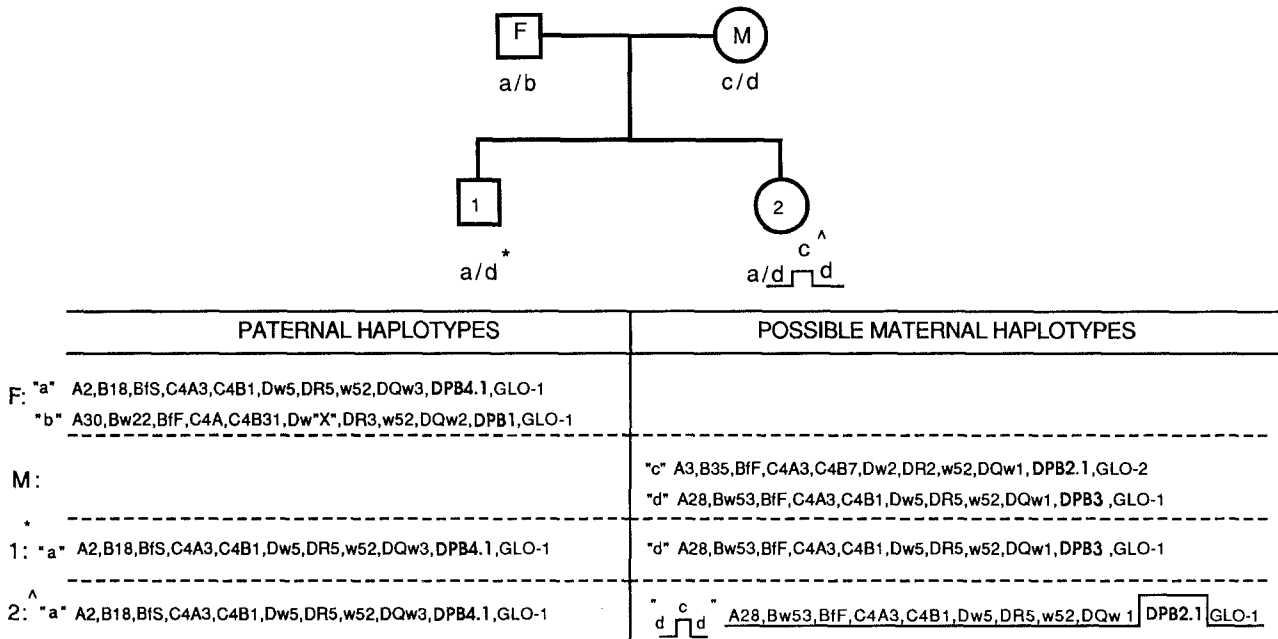 F M
a/b c/d
1 2
^
c
a/d * a/d d
PATERNAL HAPLOTYPES POSSIBLE MATERNAL HAPLOTYPES
F: "a" A2,B18,BfS,C4A3,C4B1,Dw5,DR5,w52,DQw3,DPB4.1,GLO-1
"b" A30,Bw22,BfF,C4A,C4B31,Dw"X",DR3,w52,DQw2,DPB1,GLO-1
M: "c" A3,B35,BfF,C4A3,C4B7,Dw2,DR2,w52,DQw1,DPB2.1,GLO-2
"d" A28,Bw53,BfF,C4A3,C4B1,Dw5,DR5,w52,DQw1,DPB3 ,GLO-1
*
1: "a" A2,B18,BfS,C4A3,C4B1,Dw5,DR5,w52,DQw3,DPB4.1,GLO-1 "d" A28,Bw53,BfF,C4A3,C4B1,Dw5,DR5,w52,DQw1,DPB3 ,GLO-1
^
2: "a" A2,B18,BfS,C4A3,C4B1,Dw5,DR5,w52,DQw3,DPB4.1,GLO-1 "d c d" A28,Bw53,BfF,C4A3,C4B1,Dw5,DR5,w52,DQw 1 DPB2.1 GLO-1